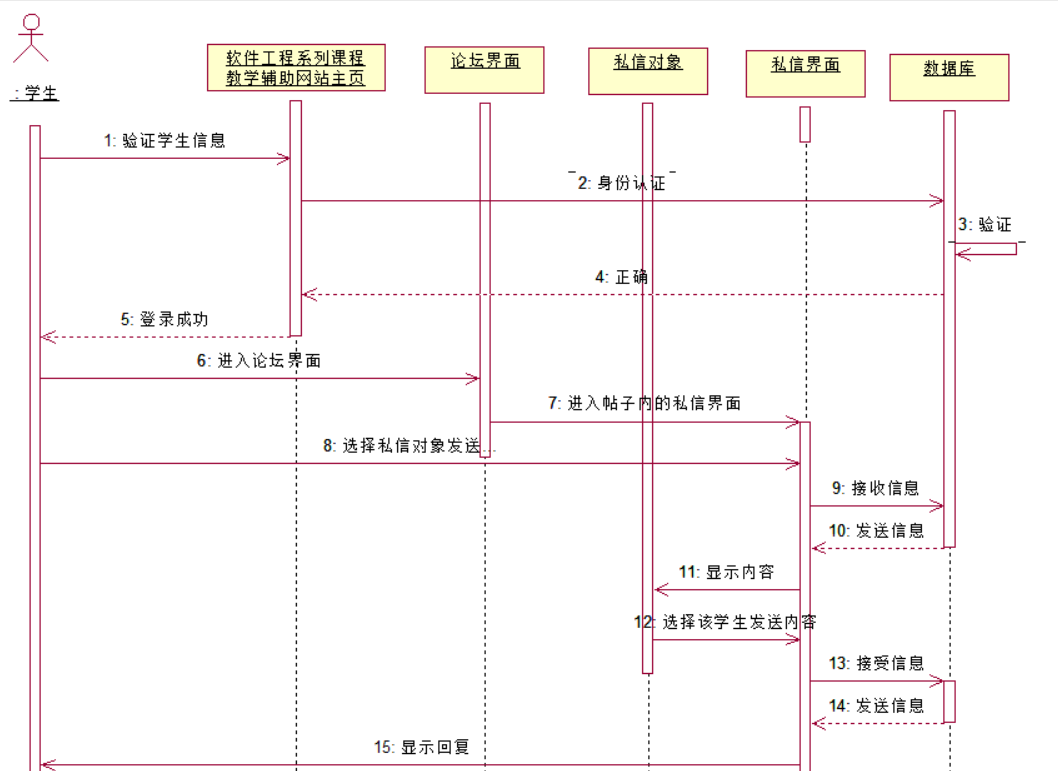 软件工程系列课程
教学辅助网站主页
论坛界面
私信对象
私信界面
数据库
: 学生
1: 验证学生信息
2: 身份认证
3: 验证
4: 正确
5: 登录成功
6: 进入论坛界面
7: 进入帖子内的私信界面
8: 选择私信对象发送...
9: 接收信息
10: 发送信息
11: 显示内容
12: 选择该学生发送内容
13: 接受信息
14: 发送信息
15: 显示回复